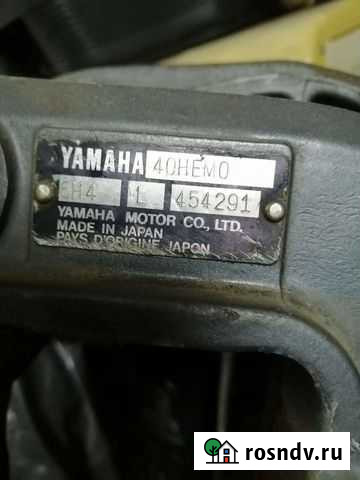 YAMAHA 40HEMO
6H4 L 454291
YAMAHA MOTOR CO., LTD.
MADE IN JAPAN
PAYS D'ORIGINE JAPON
rosndv.ru